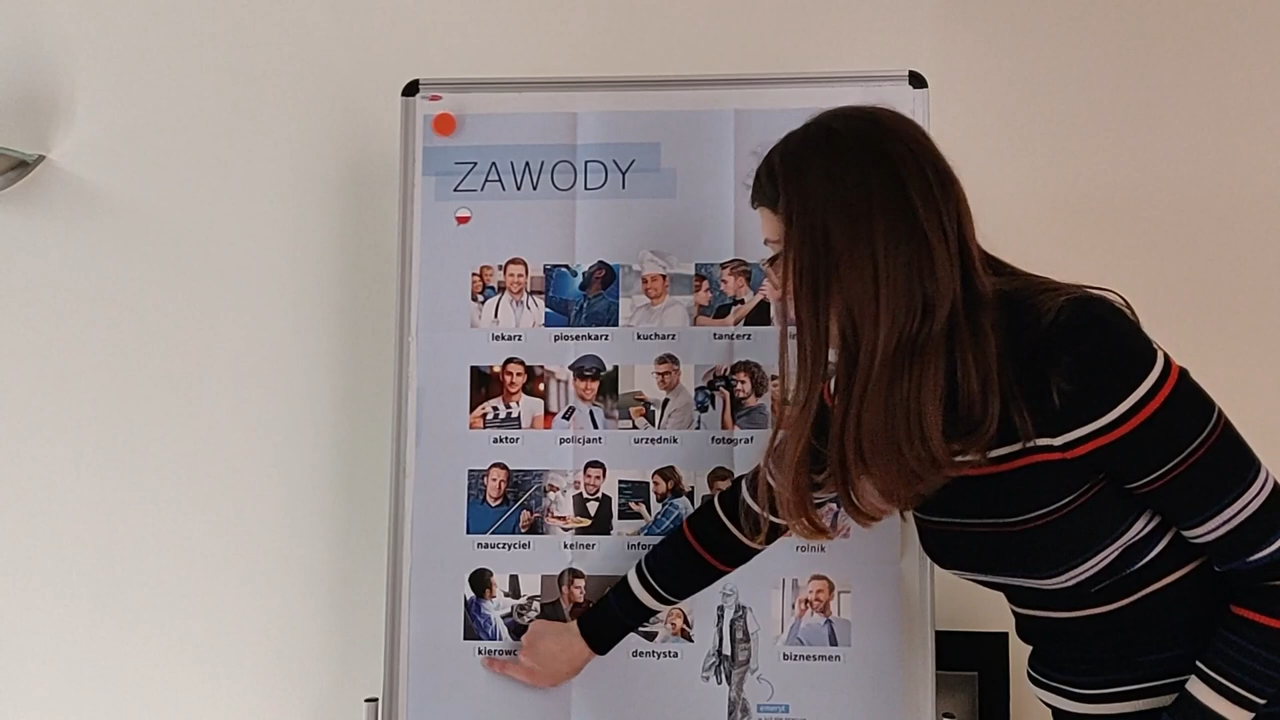 ZAWODY
lekarz piosenkarz kucharz tancerz
aktor policjant urzędnik fotograf
nauczyciel kelner rolnik
dentysta biznesmen
emeryt